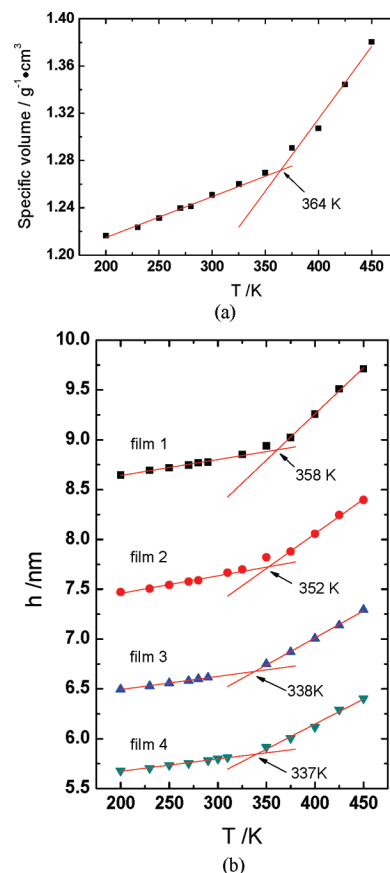 Specific volume / g⁻¹•cm³
1.40
1.36
1.32
1.28
1.24
1.20
364 K
200 250 300 350 400 450
T /K
(a)
h /nm
10.0
9.5
9.0
8.5
8.0
7.5
7.0
6.5
6.0
5.5
film 1
358 K
film 2
352 K
film 3
338K
film 4
337K
200 250 300 350 400 450
T /K
(b)